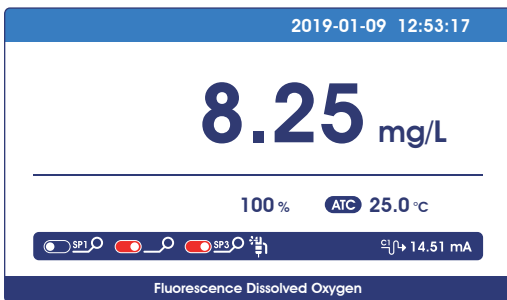 2019-01-09 12:53:17
8.25 mg/L
100 % ATC 25.0 °C
SP1 SP3 14.51 mA
Fluorescence Dissolved Oxygen